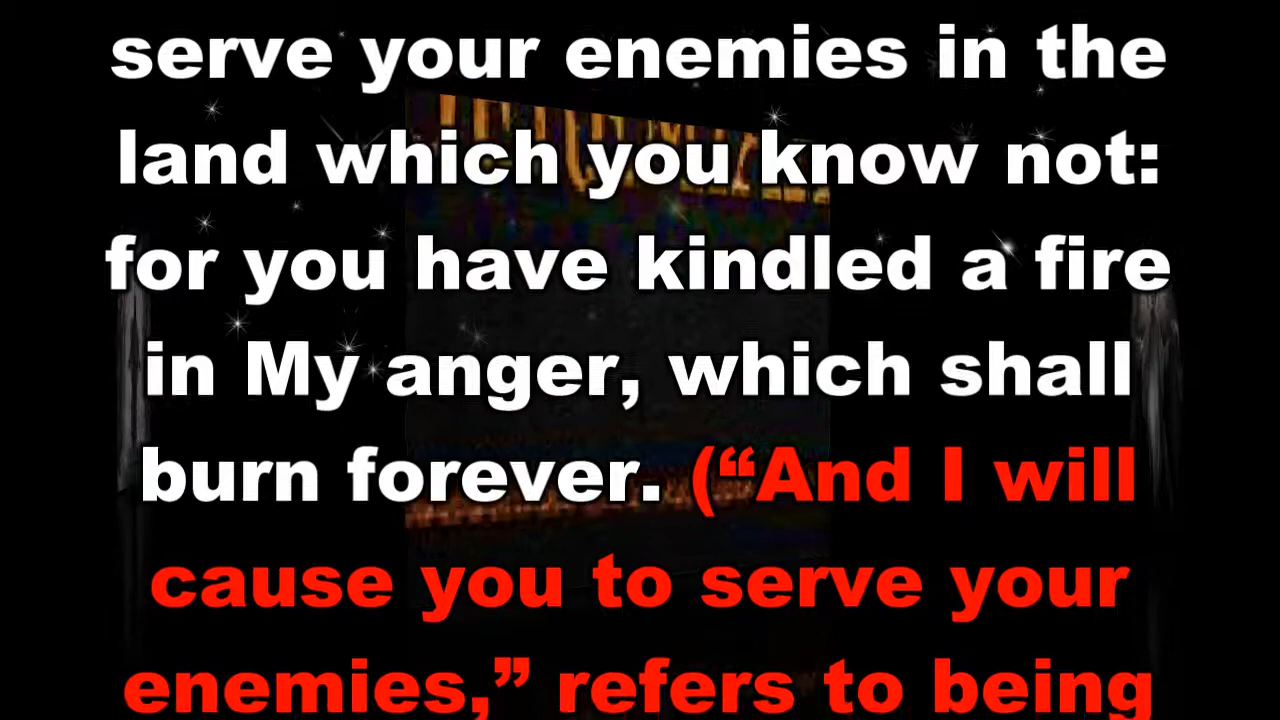 serve your enemies in the
land which you know not:
for you have kindled a fire
in My anger, which shall
burn forever. (“And I will
cause you to serve your
enemies,” refers to being